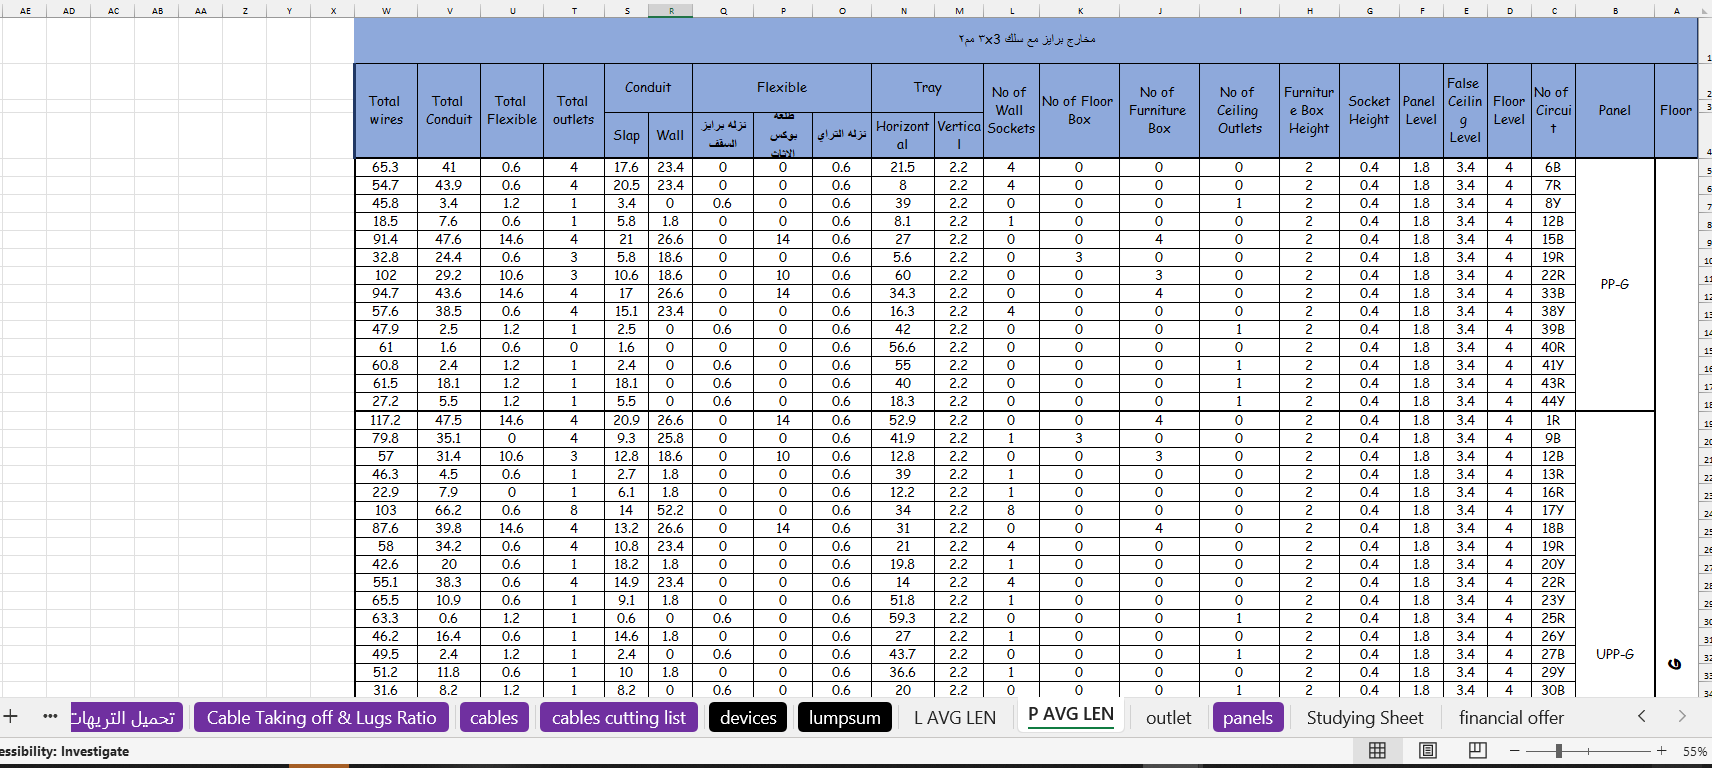 AE AD AC AB AA Z Y X W V U T S R Q P O N M L K J I H G F E D C B A
مخارج برايز مع سلك 3x٣ مم٢
Total wires Total Conduit Total Flexible Total outlets Conduit Flexible Tray No of Wall Sockets No of Floor Box No of Furniture Box No of Ceiling Outlets Furniture Box Height Socket Height Panel Level False Ceiling Level Floor Level No of Circuit Panel Floor
Slap Wall نزله برايز السقف طلعة بوكس الاثاث نزله التراي Horizontal Vertical
65.3 41 0.6 4 17.6 23.4 0 0 0.6 21.5 2.2 4 0 0 0 2 0.4 1.8 3.4 4 6B
54.7 43.9 0.6 4 20.5 23.4 0 0 0.6 8 2.2 4 0 0 0 2 0.4 1.8 3.4 4 7R
45.8 3.4 1.2 1 3.4 0 0.6 0 0.6 39 2.2 0 0 0 1 2 0.4 1.8 3.4 4 8Y
18.5 7.6 0.6 1 5.8 1.8 0 0 0.6 8.1 2.2 1 0 0 0 2 0.4 1.8 3.4 4 12B
91.4 47.6 14.6 4 21 26.6 0 14 0.6 27 2.2 0 0 4 0 2 0.4 1.8 3.4 4 15B
32.8 24.4 0.6 3 5.8 18.6 0 0 0.6 5.6 2.2 0 3 0 0 2 0.4 1.8 3.4 4 19R
102 29.2 10.6 3 10.6 18.6 0 10 0.6 60 2.2 0 0 3 0 2 0.4 1.8 3.4 4 22R
PP-G
94.7 43.6 14.6 4 17 26.6 0 14 0.6 34.3 2.2 0 0 4 0 2 0.4 1.8 3.4 4 33B
57.6 38.5 0.6 4 15.1 23.4 0 0 0.6 16.3 2.2 4 0 0 0 2 0.4 1.8 3.4 4 38Y
47.9 2.5 1.2 1 2.5 0 0.6 0 0.6 42 2.2 0 0 0 1 2 0.4 1.8 3.4 4 39B
61 1.6 0.6 0 1.6 0 0 0 0.6 56.6 2.2 0 0 0 0 2 0.4 1.8 3.4 4 40R
60.8 2.4 1.2 1 2.4 0 0.6 0 0.6 55 2.2 0 0 0 1 2 0.4 1.8 3.4 4 41Y
61.5 18.1 1.2 1 18.1 0 0.6 0 0.6 40 2.2 0 0 0 1 2 0.4 1.8 3.4 4 43R
27.2 5.5 1.2 1 5.5 0 0.6 0 0.6 18.3 2.2 0 0 0 1 2 0.4 1.8 3.4 4 44Y
117.2 47.5 14.6 4 20.9 26.6 0 14 0.6 52.9 2.2 0 0 4 0 2 0.4 1.8 3.4 4 1R
79.8 35.1 0 4 9.3 25.8 0 0 0.6 41.9 2.2 1 3 0 0 2 0.4 1.8 3.4 4 9B
57 31.4 10.6 3 12.8 18.6 0 10 0.6 12.8 2.2 0 0 3 0 2 0.4 1.8 3.4 4 12B
46.3 4.5 0.6 1 2.7 1.8 0 0 0.6 39 2.2 1 0 0 0 2 0.4 1.8 3.4 4 13R
22.9 7.9 0 1 6.1 1.8 0 0 0.6 12.2 2.2 1 0 0 0 2 0.4 1.8 3.4 4 16R
103 66.2 0.6 8 14 52.2 0 0 0.6 34 2.2 8 0 0 0 2 0.4 1.8 3.4 4 17Y
87.6 39.8 14.6 4 13.2 26.6 0 14 0.6 31 2.2 0 0 4 0 2 0.4 1.8 3.4 4 18B
58 34.2 0.6 4 10.8 23.4 0 0 0.6 21 2.2 4 0 0 0 2 0.4 1.8 3.4 4 19R
42.6 20 0.6 1 18.2 1.8 0 0 0.6 19.8 2.2 1 0 0 0 2 0.4 1.8 3.4 4 20Y
55.1 38.3 0.6 4 14.9 23.4 0 0 0.6 14 2.2 4 0 0 0 2 0.4 1.8 3.4 4 22R
65.5 10.9 0.6 1 9.1 1.8 0 0 0.6 51.8 2.2 1 0 0 0 2 0.4 1.8 3.4 4 23Y
63.3 0.6 1.2 1 0.6 0 0.6 0 0.6 59.3 2.2 0 0 0 1 2 0.4 1.8 3.4 4 25R
46.2 16.4 0.6 1 14.6 1.8 0 0 0.6 27 2.2 1 0 0 0 2 0.4 1.8 3.4 4 26Y
49.5 2.4 1.2 1 2.4 0 0.6 0 0.6 43.7 2.2 0 0 0 1 2 0.4 1.8 3.4 4 27B UPP-G G
51.2 11.8 0.6 1 10 1.8 0 0 0.6 36.6 2.2 1 0 0 0 2 0.4 1.8 3.4 4 29Y
31.6 8.2 1.2 1 8.2 0 0.6 0 0.6 20 2.2 0 0 0 1 2 0.4 1.8 3.4 4 30B
تحميل التريهات Cable Taking off & Lugs Ratio cables cables cutting list devices lumpsum L AVG LEN P AVG LEN outlet panels Studying Sheet financial offer
essibility: Investigate 55%